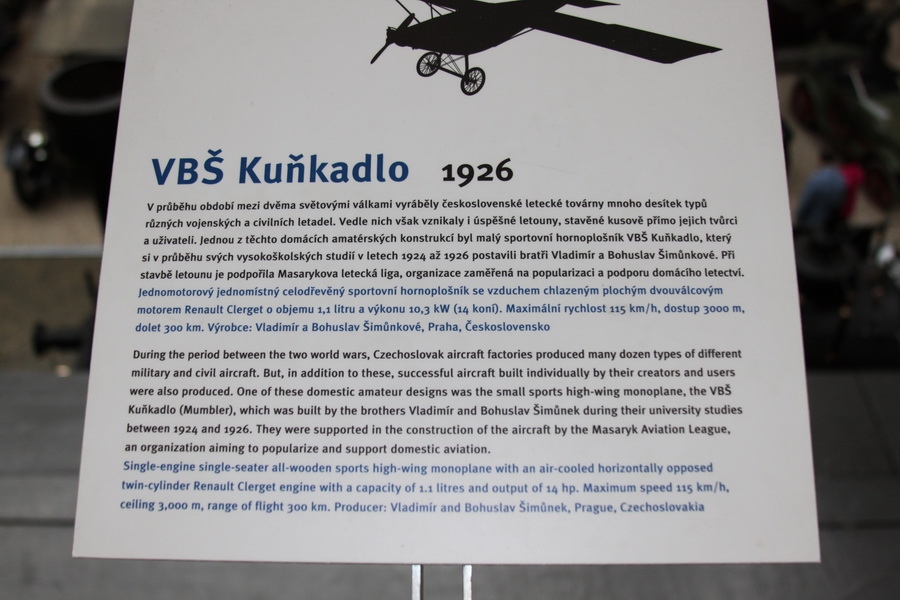 VBŠ Kuňkadlo 1926
V průběhu období mezi dvěma světovými válkami vyráběly československé letecké továrny mnoho desítek typů
různých vojenských a civilních letadel. Vedle nich však vznikaly i úspěšné letouny, stavěné kusově přímo jejich tvůrci
a uživateli. Jednou z těchto domácích amatérských konstrukcí byl malý sportovní hornoplošník VBŠ Kuňkadlo, který
si v průběhu svých vysokoškolských studií v letech 1924 až 1926 postavili bratři Vladimír a Bohuslav Šimůnkové. Při
stavbě letounu je podpořila Masarykova letecká liga, organizace zaměřená na popularizaci a podporu domácího letectví.
Jednomotorový jednomístný celodřevěný sportovní hornoplošník se vzduchem chlazeným plochým dvouválcovým
motorem Renault Clerget o objemu 1,1 litru a výkonu 10,3 kW (14 koní). Maximální rychlost 115 km/h, dostup 3000 m,
dolet 300 km. Výrobce: Vladimír a Bohuslav Šimůnkové, Praha, Československo
During the period between the two world wars, Czechoslovak aircraft factories produced many dozen types of different
military and civil aircraft. But, in addition to these, successful aircraft built individually by their creators and users
were also produced. One of these domestic amateur designs was the small sports high-wing monoplane, the VBŠ
Kuňkadlo (Mumbler), which was built by the brothers Vladimír and Bohuslav Šimůnek during their university studies
between 1924 and 1926. They were supported in the construction of the aircraft by the Masaryk Aviation League,
an organization aiming to popularize and support domestic aviation.
Single-engine single-seater all-wooden sports high-wing monoplane with an air-cooled horizontally opposed
twin-cylinder Renault Clerget engine with a capacity of 1.1 litres and output of 14 hp. Maximum speed 115 km/h,
ceiling 3,000 m, range of flight 300 km. Producer: Vladimír and Bohuslav Šimůnek, Prague, Czechoslovakia